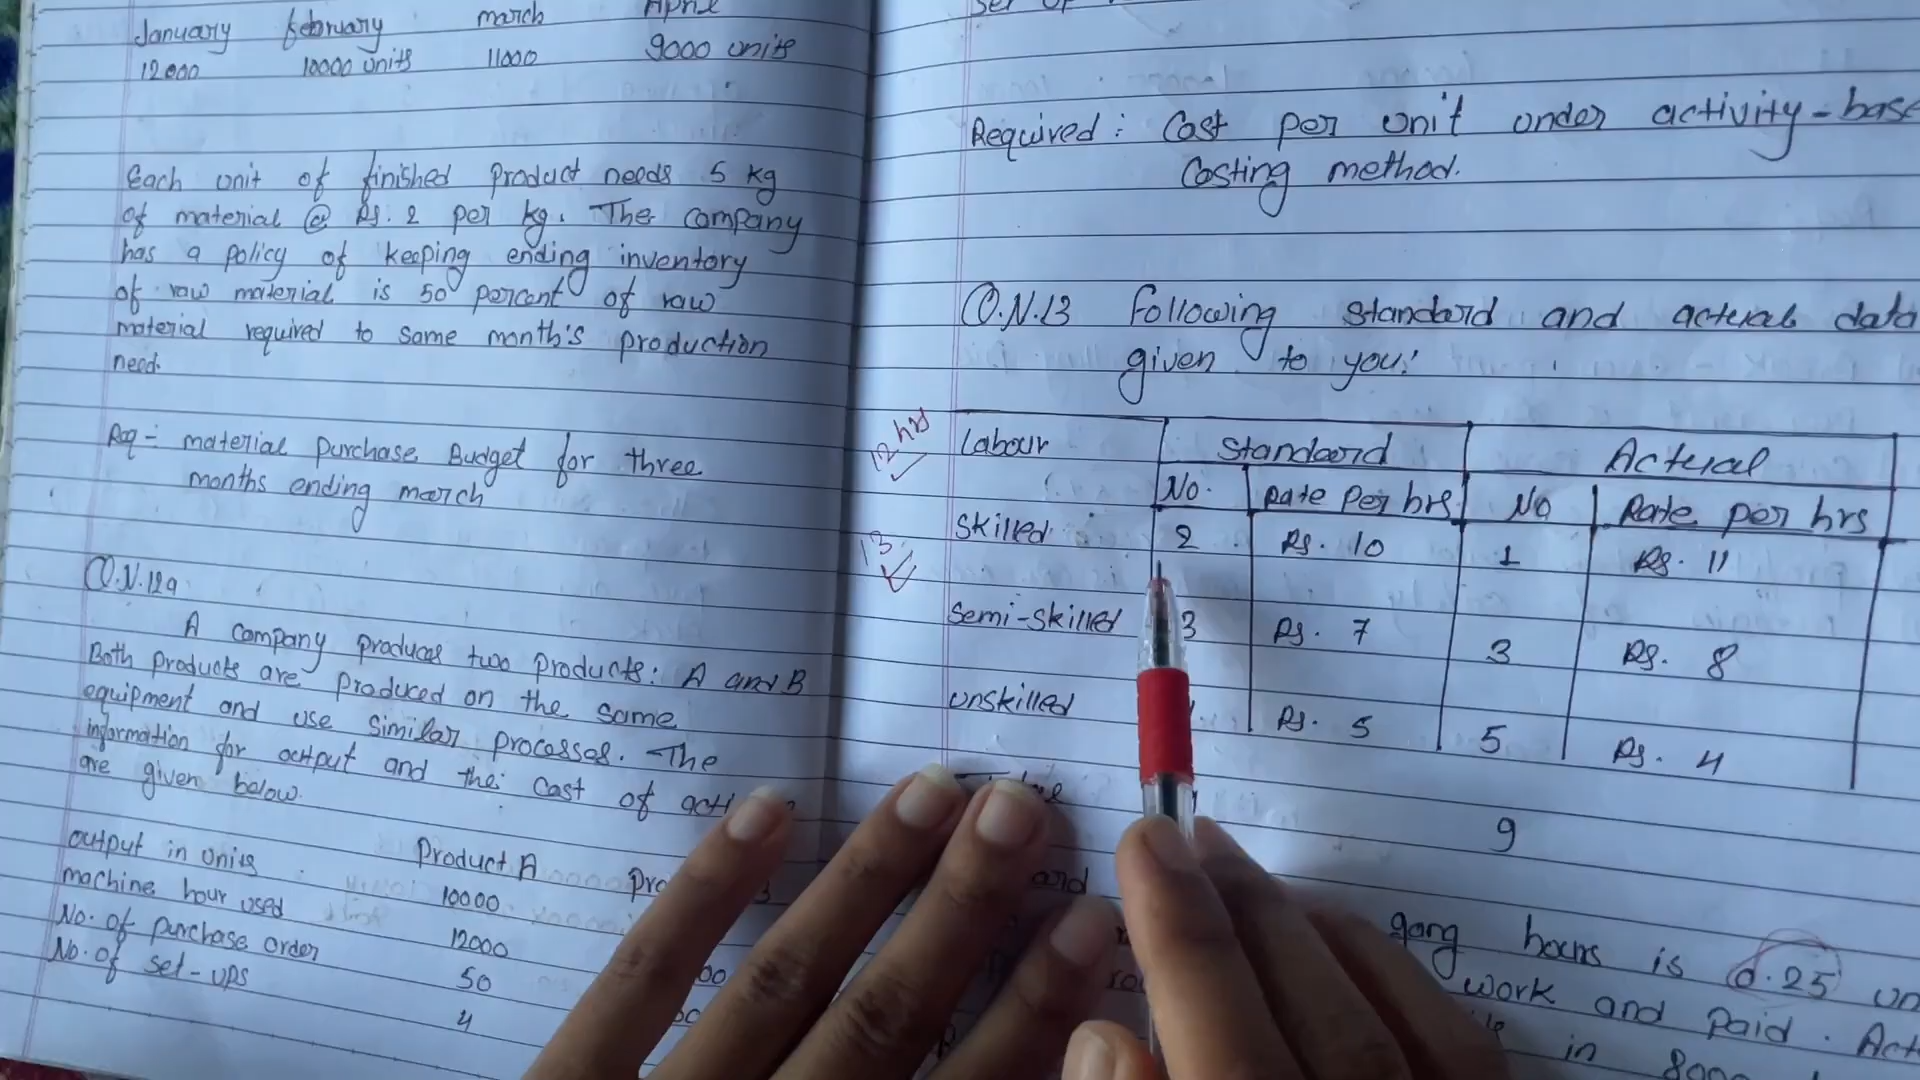 January february march April
12000 10000 units 11000 9000 units
Each unit of finished product needs 5 kg
of material @ Rs. 2 per kg. The company
has a policy of keeping ending inventory
of raw material is 50 percent of raw
material required to same month's production
need.
Req - material purchase Budget for three
months ending march
Q.N.12a
A company produces two products: A and B
Both products are produced on the same
equipment and use similar processes. The
information for output and the cost of
are given below.
Product A
output in units 10000
machine hour used 12000
No. of purchase order 50
No. of set-ups 4
Required: Cost per unit under activity-base
Costing method.
Q.N.13 Following standard and actual data
given to you:
12 hrs
13
Labour Standard Actual
No. Rate per hrs No Rate per hrs
Skilled 2 Rs. 10 1 Rs. 11
Semi-skilled 3 Rs. 7 3 Rs. 8
Unskilled Rs. 5 5 Rs. 4
9
gang hours is 0.25
work and paid.
in